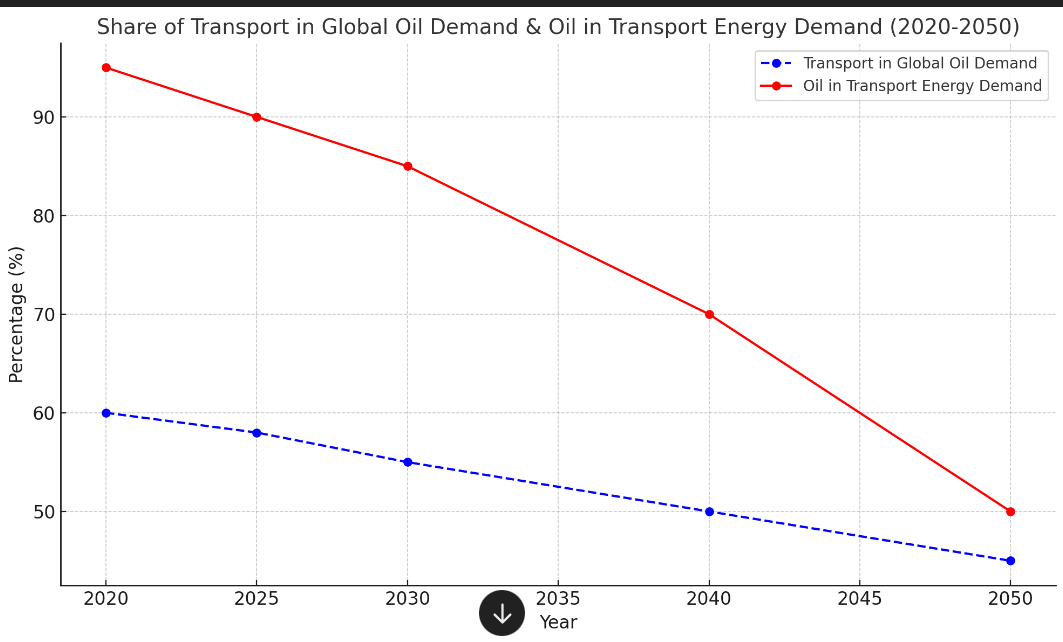 Share of Transport in Global Oil Demand & Oil in Transport Energy Demand (2020-2050)
Transport in Global Oil Demand
Oil in Transport Energy Demand
Percentage (%)
90
80
70
60
50
2020 2025 2030 2035 2040 2045 2050
Year